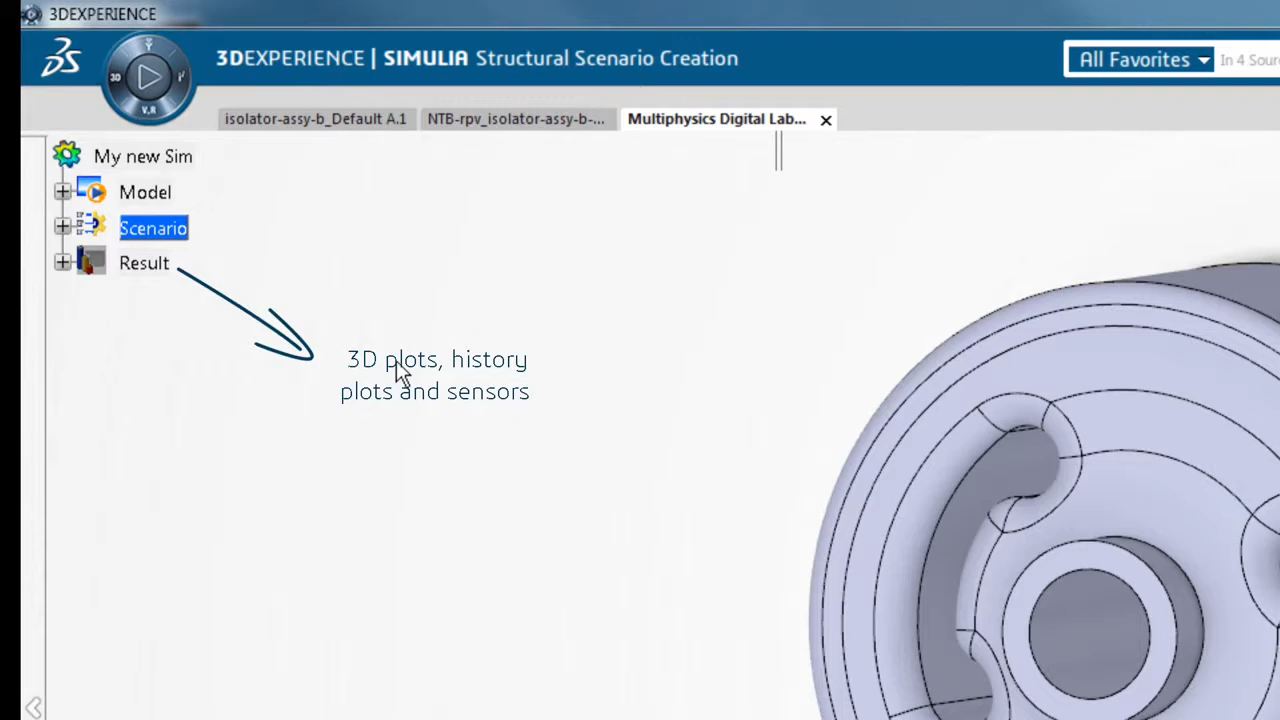 3DEXPERIENCE
3DEXPERIENCE | SIMULIA Structural Scenario Creation
All Favorites
In 4 Sour
3D
V,R
isolator-assy-b_Default A.1
NTB-rpv_isolator-assy-b-...
Multiphysics Digital Lab...
My new Sim
Model
Scenario
Result
3D plots, history
plots and sensors